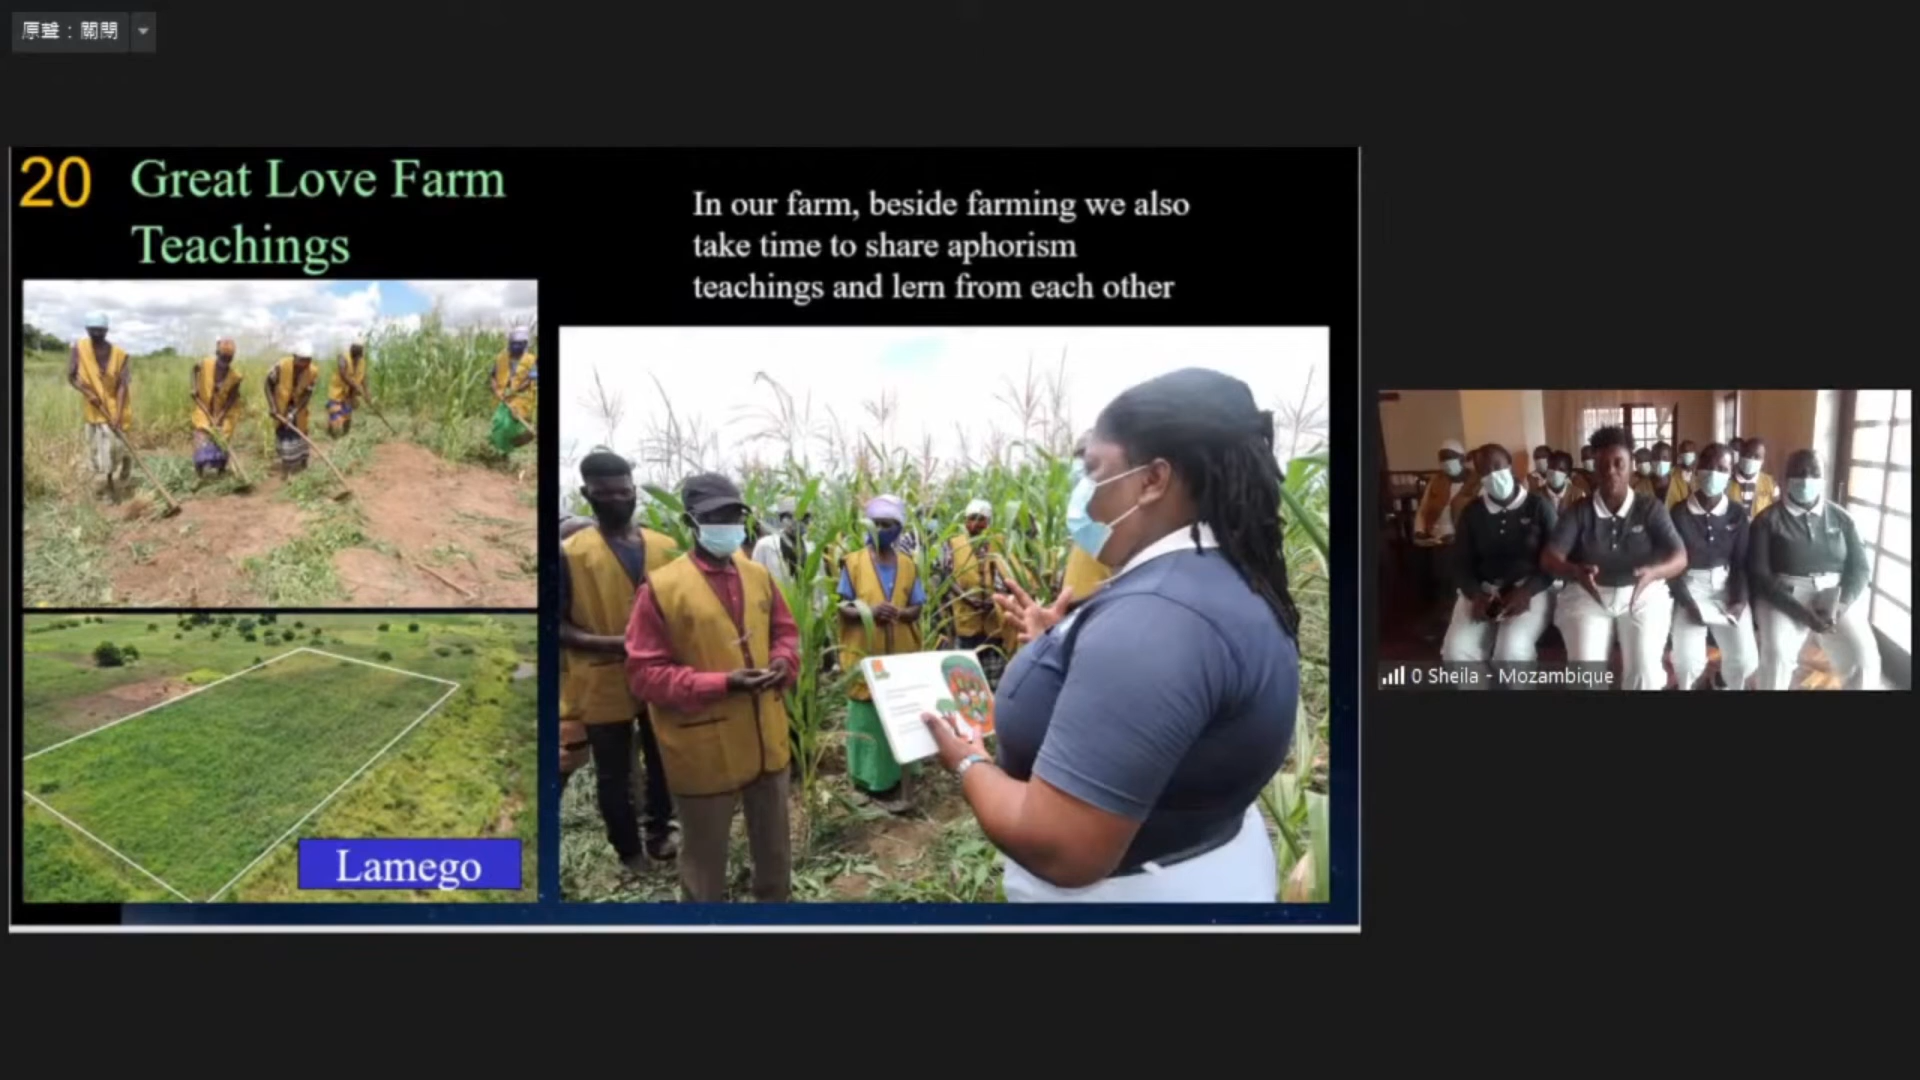 原聲：關閉
20
Great Love Farm
Teachings
In our farm, beside farming we also
take time to share aphorism
teachings and lern from each other
Lamego
0 Sheila - Mozambique